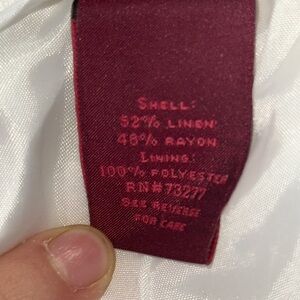 SHELL:
52% LINEN
48% RAYON
LINING:
100% POLYESTER
RN#73277
SEE REVERSE
FOR CARE